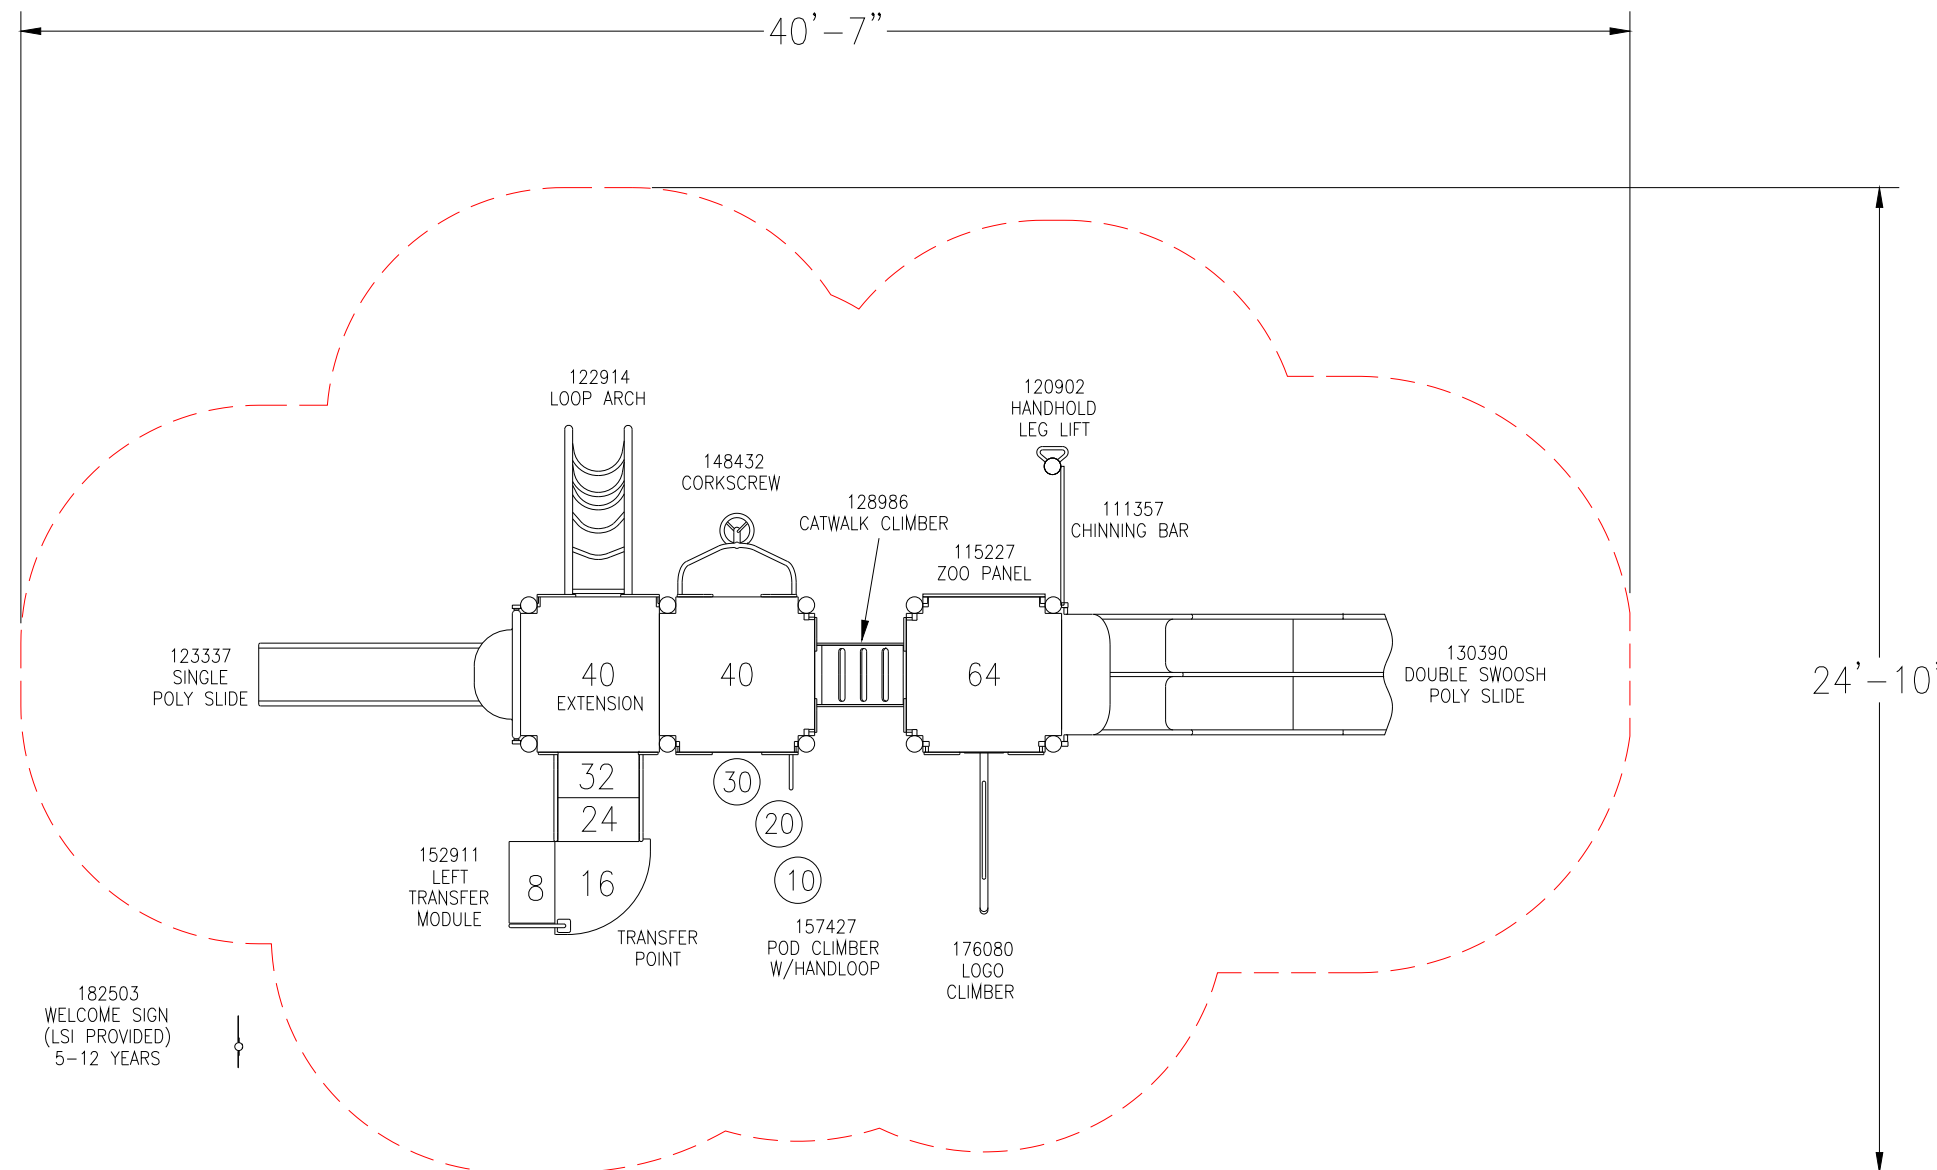 40'-7"
122914
LOOP ARCH
120902
HANDHOLD
LEG LIFT
148432
CORKSCREW
128986
CATWALK CLIMBER
111357
CHINNING BAR
115227
ZOO PANEL
123337
SINGLE
POLY SLIDE
40
EXTENSION
40
64
130390
DOUBLE SWOOSH
POLY SLIDE
24'-10'
32
24
30
20
10
8
16
152911
LEFT
TRANSFER
MODULE
TRANSFER
POINT
157427
POD CLIMBER
W/HANDLOOP
176080
LOGO
CLIMBER
182503
WELCOME SIGN
(LSI PROVIDED)
5-12 YEARS